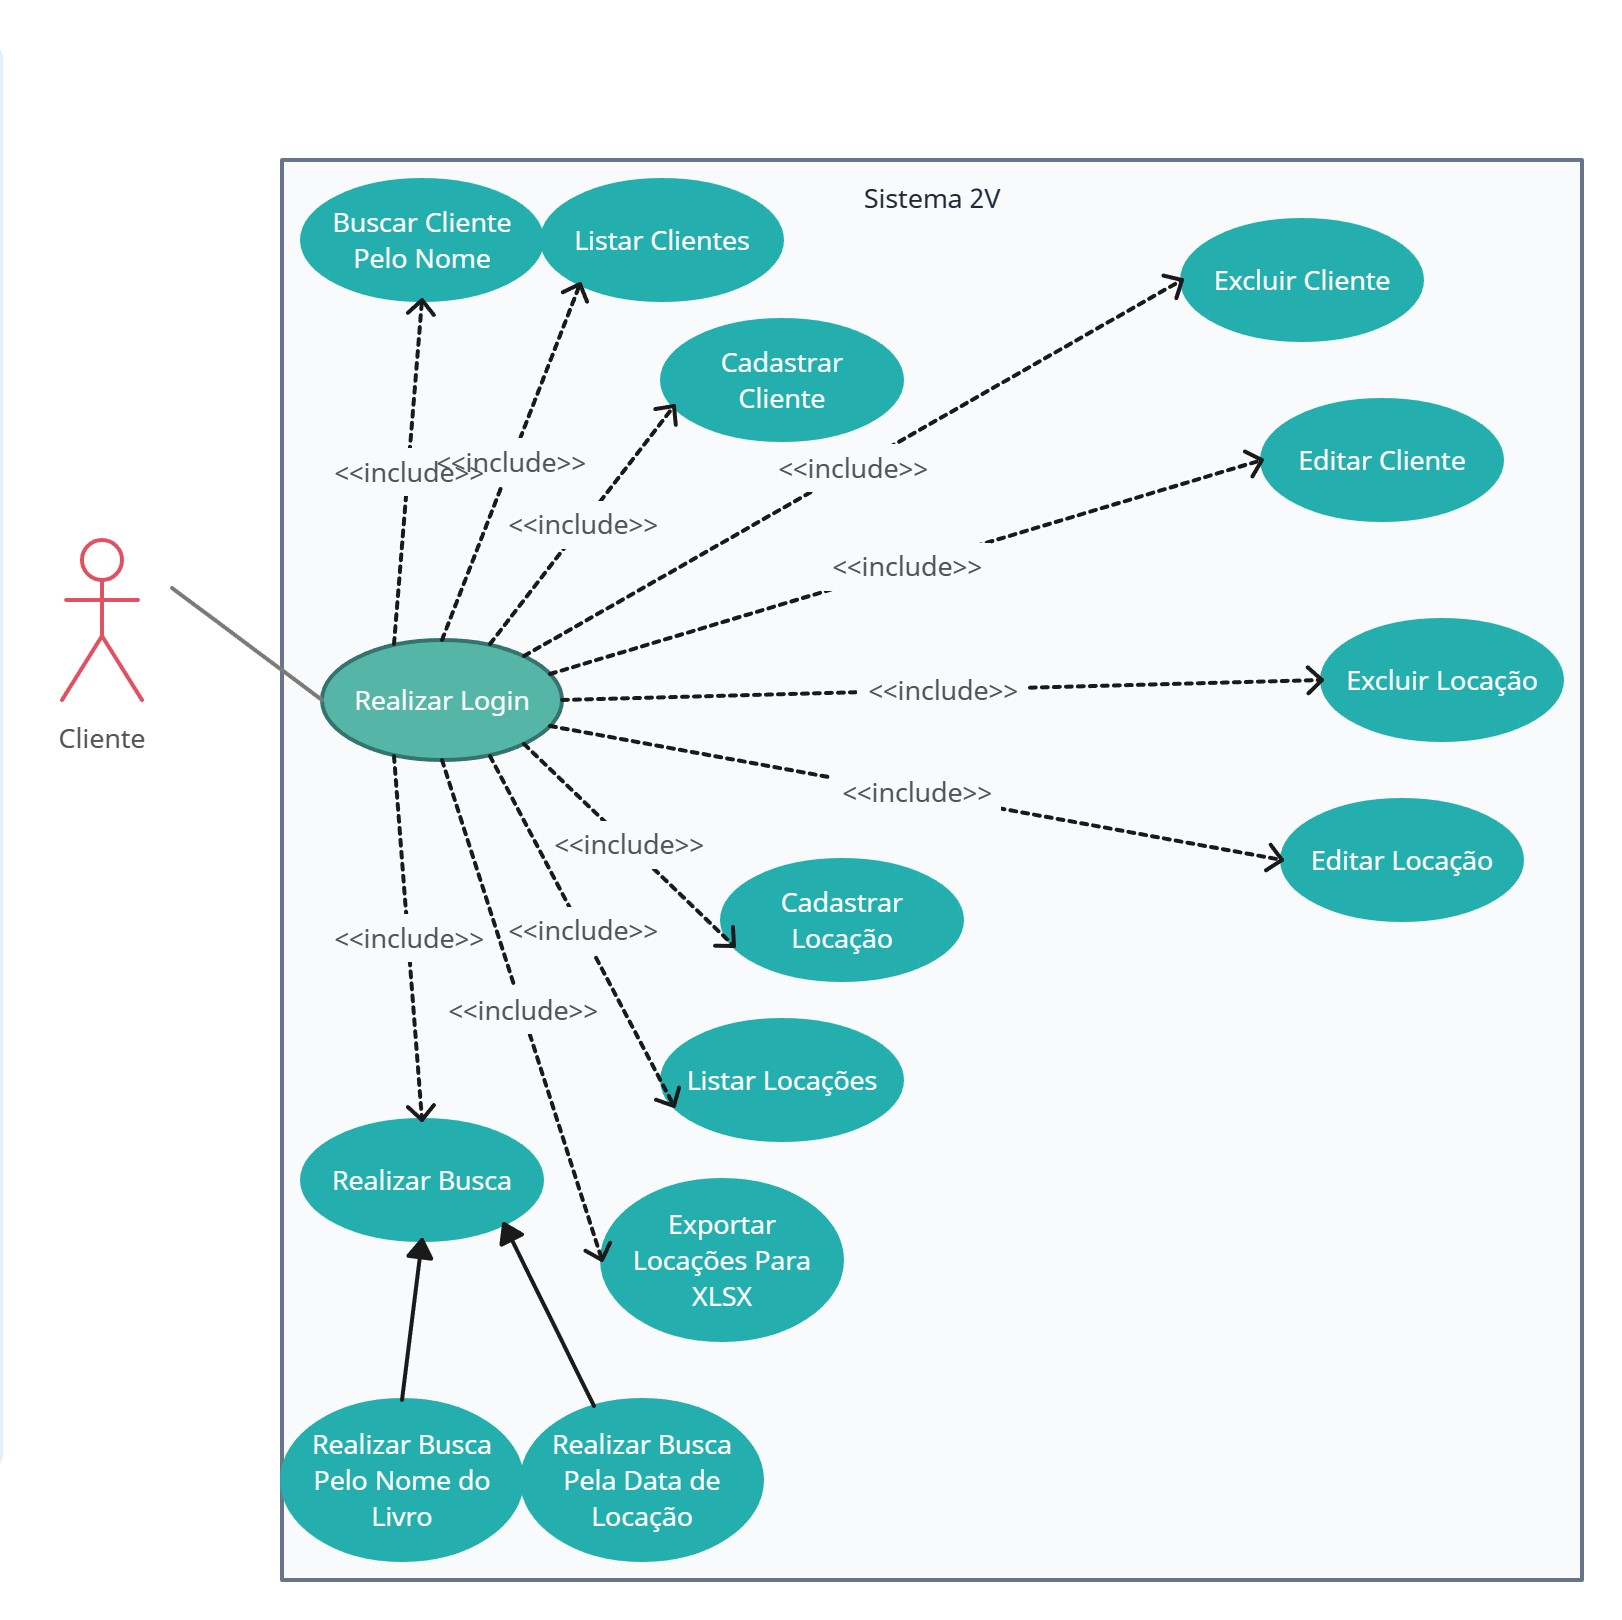 Sistema 2V
Buscar Cliente
Pelo Nome
Listar Clientes
Excluir Cliente
Cadastrar
Cliente
Editar Cliente
<<include>>
<<include>>
<<include>>
<<include>>
<<include>>
Cliente
Realizar Login
<<include>>
Excluir Locação
<<include>>
Editar Locação
<<include>>
Cadastrar
Locação
<<include>>
<<include>>
<<include>>
Listar Locações
Realizar Busca
Exportar
Locações Para
XLSX
Realizar Busca
Pelo Nome do
Livro
Realizar Busca
Pela Data de
Locação